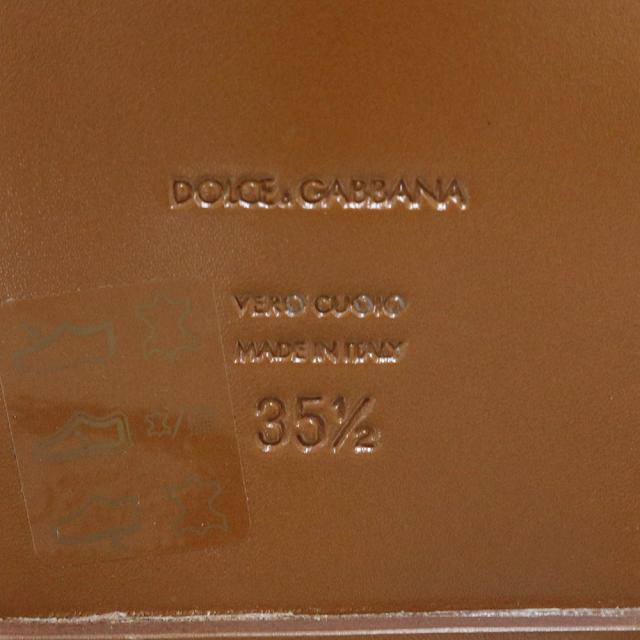 DOLCE & GABBANA
VERO CUOIO
MADE IN ITALY
35½